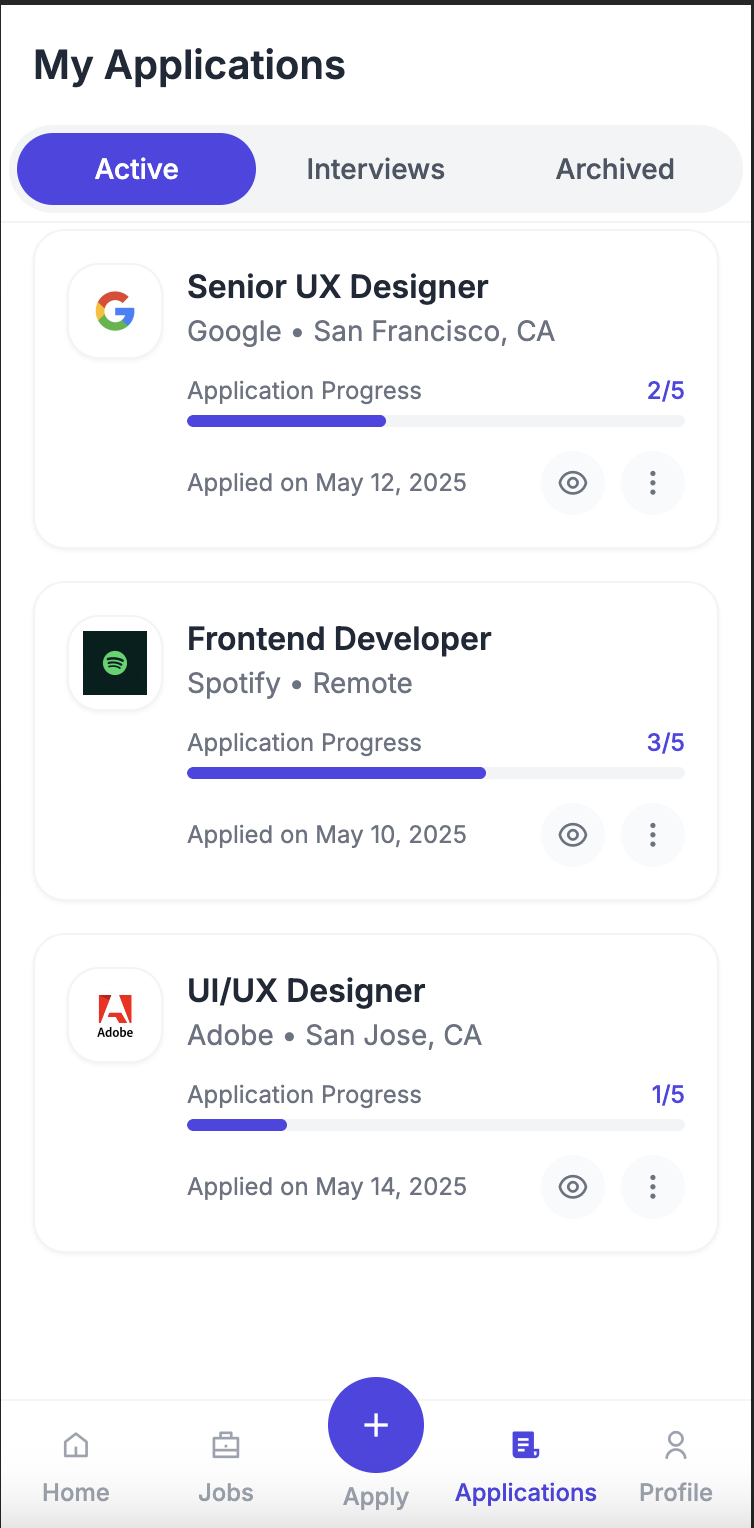 My Applications
Active Interviews Archived
Senior UX Designer
Google • San Francisco, CA
Application Progress 2/5
Applied on May 12, 2025
Frontend Developer
Spotify • Remote
Application Progress 3/5
Applied on May 10, 2025
UI/UX Designer
Adobe
Adobe • San Jose, CA
Application Progress 1/5
Applied on May 14, 2025
Home Jobs Apply Applications Profile